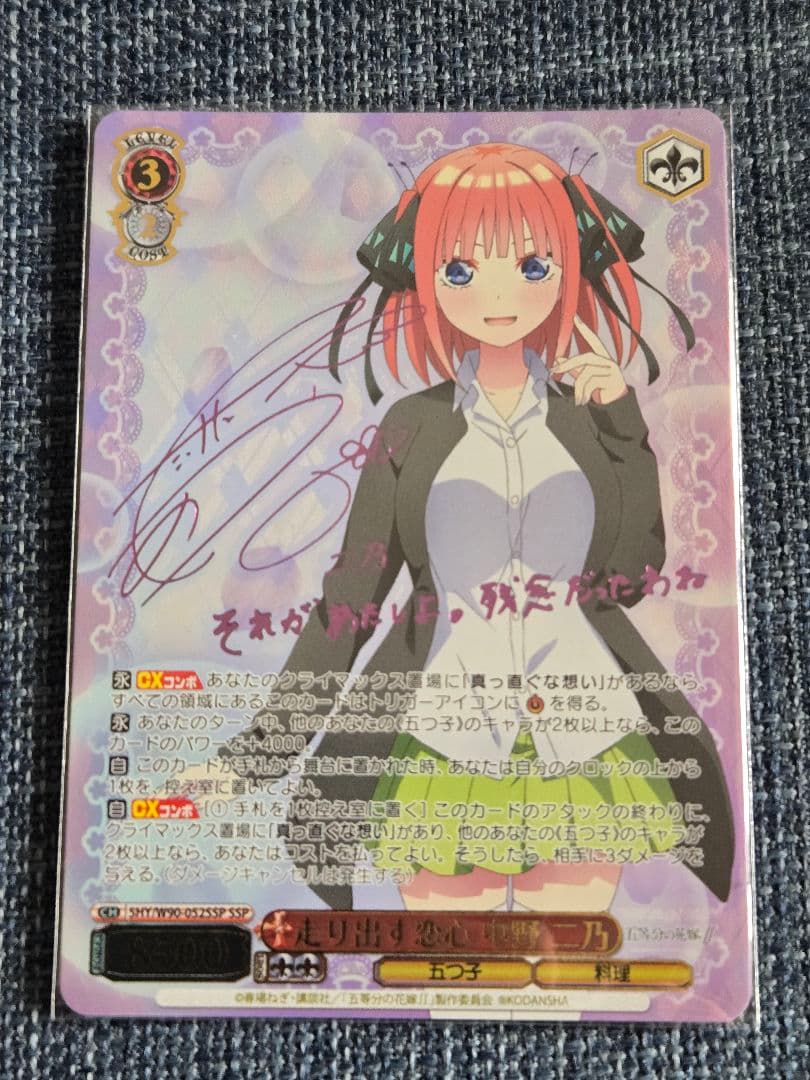 LEVEL
3
2
COST
二乃
それがあたしよ。残念だったわね
永 CXコンボ あなたのクライマックス置場に「真っ直ぐな想い」があるなら、
すべての領域にあるこのカードはトリガーアイコンに を得る。
永 あなたのターン中、他のあなたの《五つ子》のキャラが2枚以上なら、この
カードのパワーを+4000。
自 このカードが手札から舞台に置かれた時、あなたは自分のクロックの上から
1枚を、控え室に置いてよい。
自 CXコンボ [① 手札を1枚控え室に置く] このカードのアタックの終わりに、
クライマックス置場に「真っ直ぐな想い」があり、他のあなたの《五つ子》のキャラが
2枚以上なら、あなたはコストを払ってよい。そうしたら、相手に3ダメージを
与える。(ダメージキャンセルは発生する)
CH 5HY/W90-052SSP SSP
走り出す恋心 中野 二乃
五等分の花嫁∬
五つ子 料理
©春場ねぎ・講談社/「五等分の花嫁∬」製作委員会 ®KODANSHA